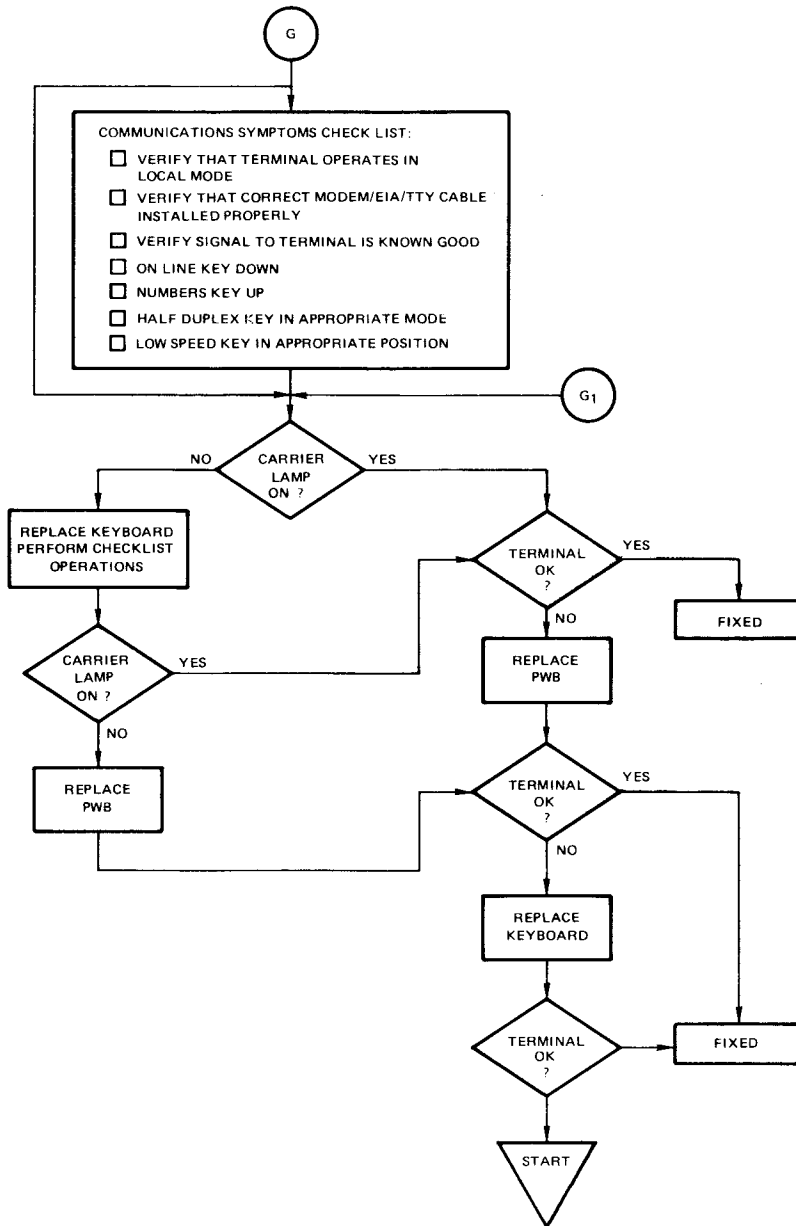 G
COMMUNICATIONS SYMPTOMS CHECK LIST:
VERIFY THAT TERMINAL OPERATES IN
LOCAL MODE
VERIFY THAT CORRECT MODEM/EIA/TTY CABLE
INSTALLED PROPERLY
VERIFY SIGNAL TO TERMINAL IS KNOWN GOOD
ON LINE KEY DOWN
NUMBERS KEY UP
HALF DUPLEX KEY IN APPROPRIATE MODE
LOW SPEED KEY IN APPROPRIATE POSITION
G1
NO
CARRIER
LAMP
ON ?
YES
REPLACE KEYBOARD
PERFORM CHECKLIST
OPERATIONS
TERMINAL
OK
?
YES
FIXED
NO
CARRIER
LAMP
ON ?
YES
REPLACE
PWB
NO
REPLACE
PWB
TERMINAL
OK
?
YES
NO
REPLACE
KEYBOARD
TERMINAL
OK
?
FIXED
START